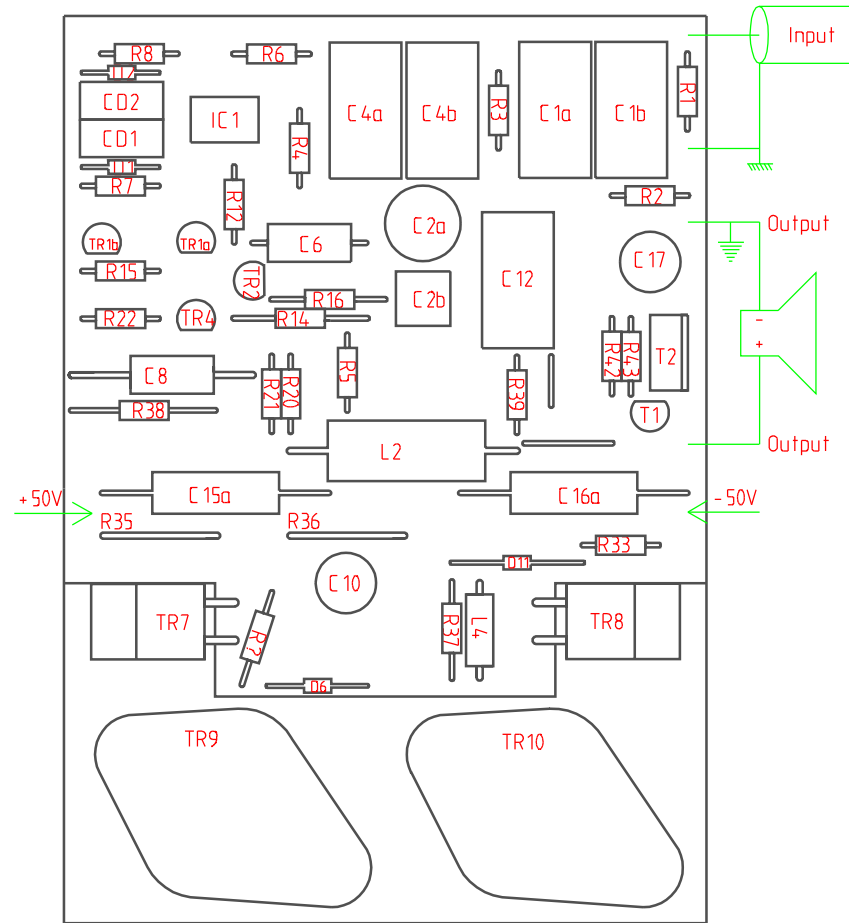 Input
R8
R6
CD2
IC1
C4a
C4b
R3
C1a
C1b
R1
CD1
R4
R7
R12
R2
C2a
Output
TR1b
TR1a
C6
C17
R15
TR2
C12
R16
C2b
R22
TR4
R14
-
+
R42
R43
T2
C8
R21
R20
R5
R39
R38
T1
L2
Output
+50V
C15a
C16a
-50V
R35
R36
R33
D11
C10
TR7
R?
R37
L4
TR8
D6
TR9
TR10